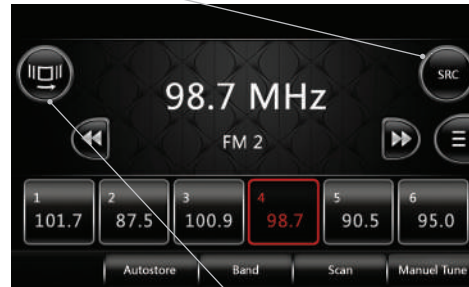 SRC
98.7 MHz
FM 2
1 2 3 4 5 6
101.7 87.5 100.9 98.7 90.5 95.0
Autostore Band Scan Manual Tune